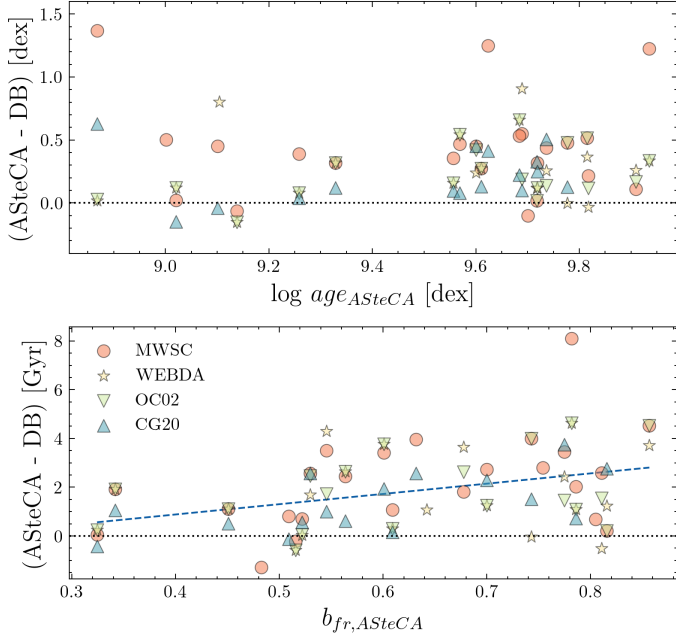 (ASteCA - DB) [dex]
1.5
1.0
0.5
0.0
9.0 9.2 9.4 9.6 9.8
log age_ASteCA [dex]
(ASteCA - DB) [Gyr]
8
6
4
2
0
MWSC
WEBDA
OC02
CG20
0.3 0.4 0.5 0.6 0.7 0.8
b_fr,ASteCA